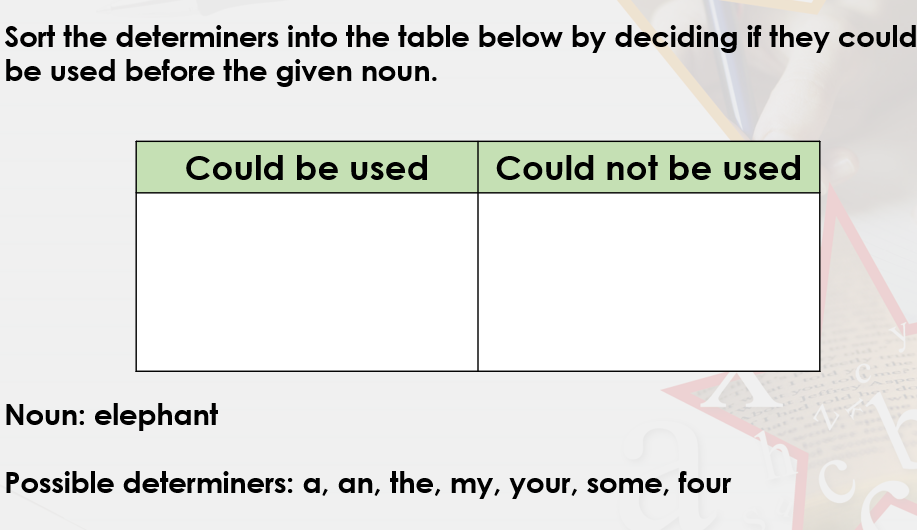 Sort the determiners into the table below by deciding if they could
be used before the given noun.
Could be used
Could not be used
Noun: elephant
Possible determiners: a, an, the, my, your, some, four